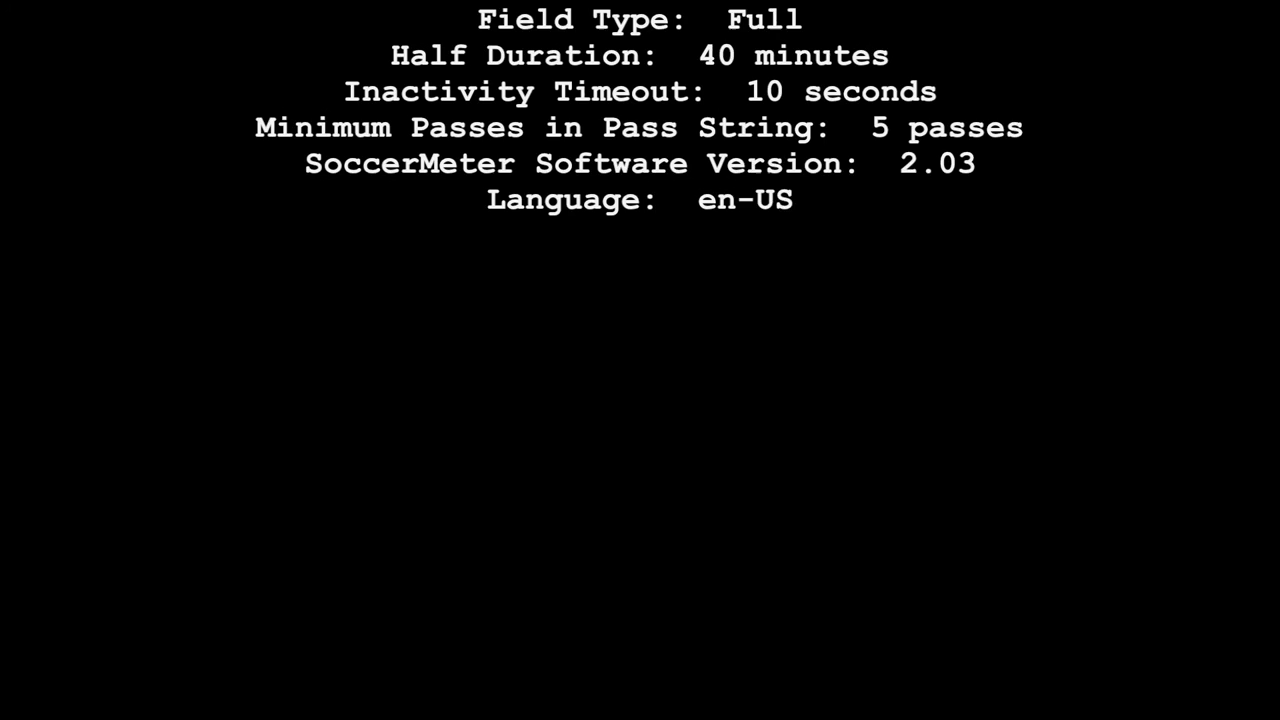 Field Type:  Full
Half Duration:  40 minutes
Inactivity Timeout:  10 seconds
Minimum Passes in Pass String:  5 passes
SoccerMeter Software Version:  2.03
Language:  en-US